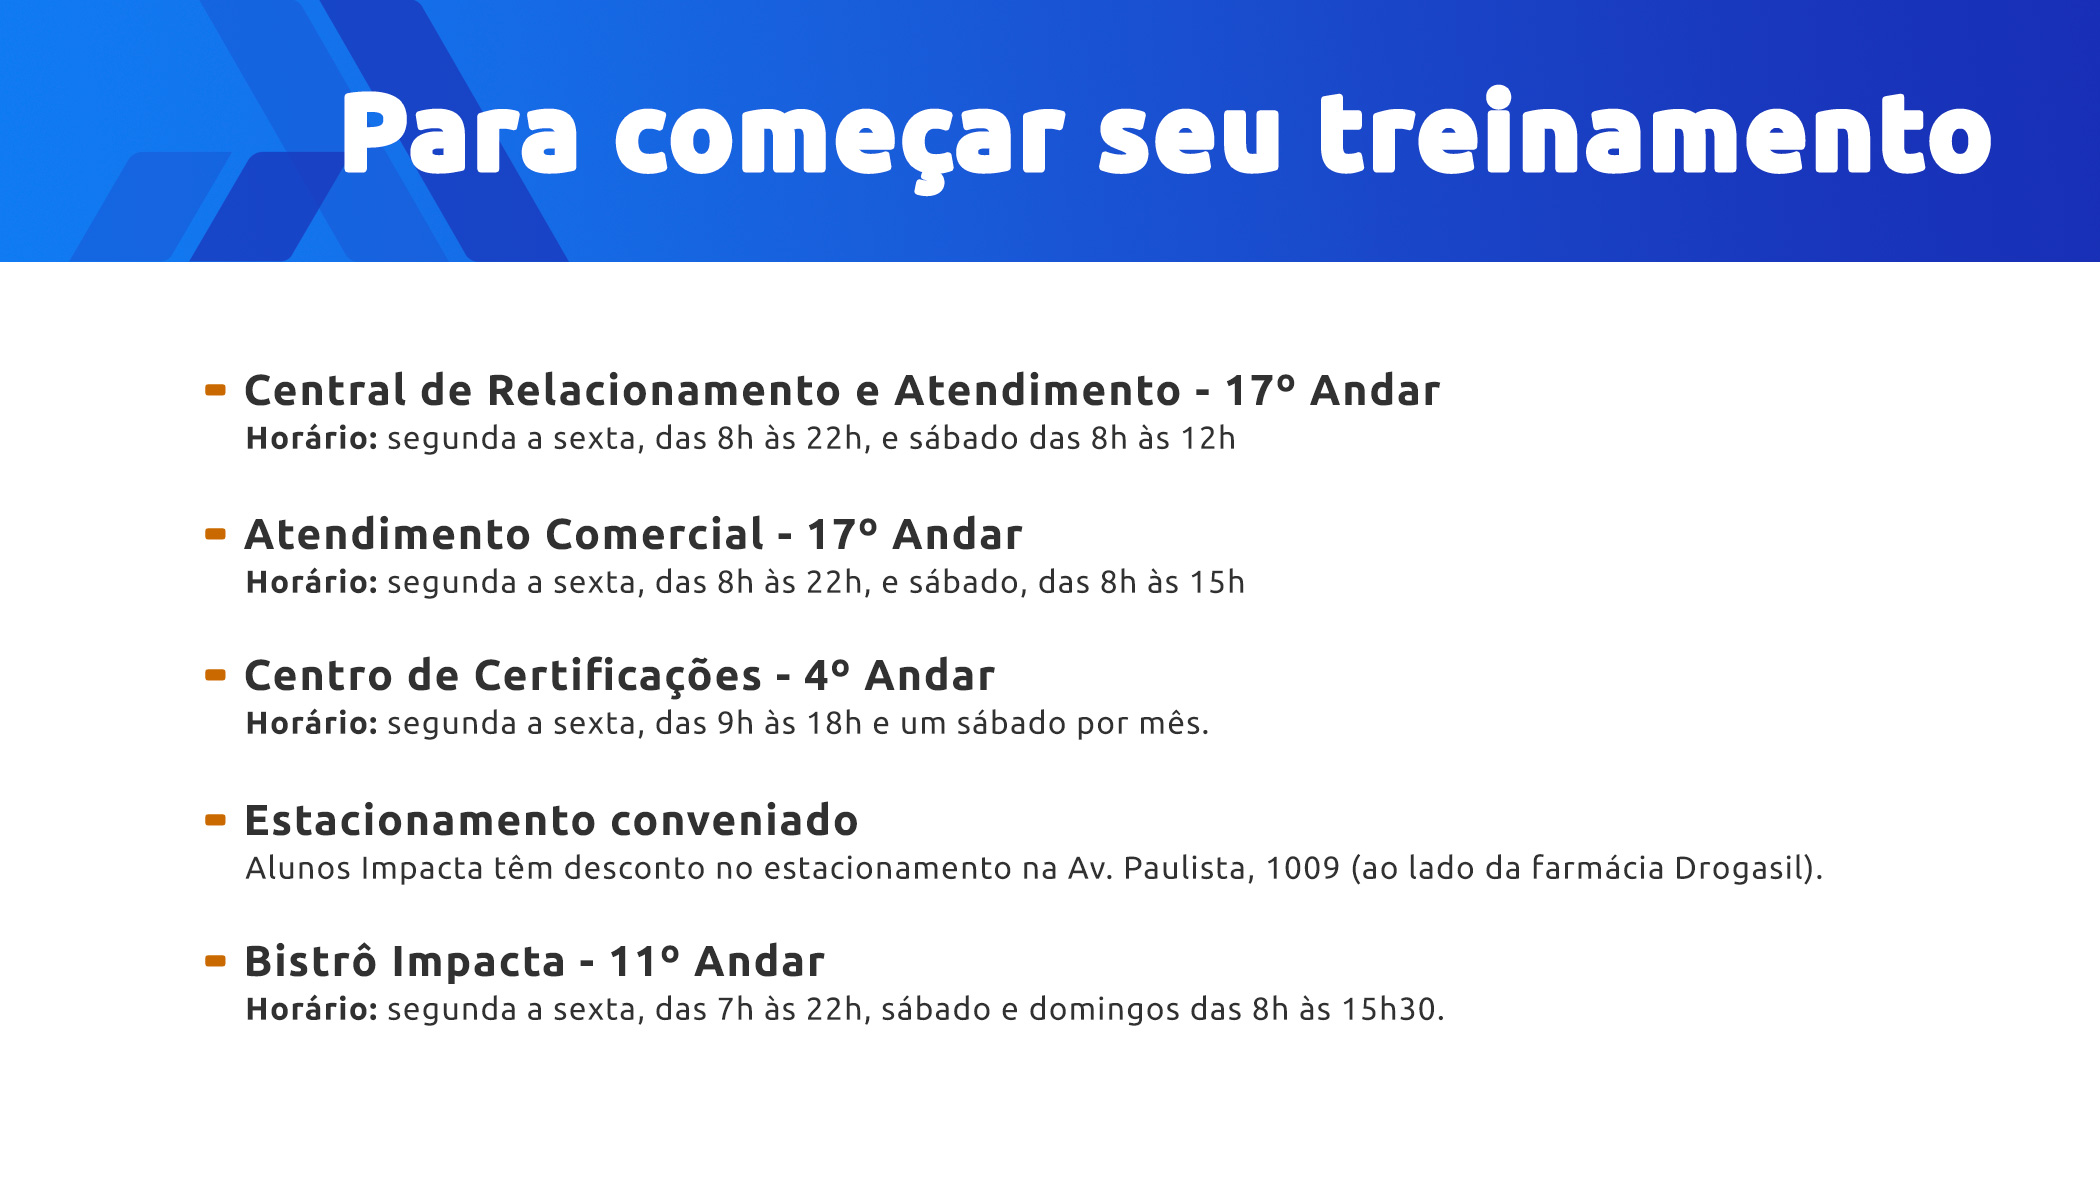 Para começar seu treinamento
Central de Relacionamento e Atendimento - 17º Andar
Horário: segunda a sexta, das 8h às 22h, e sábado das 8h às 12h
Atendimento Comercial - 17º Andar
Horário: segunda a sexta, das 8h às 22h, e sábado, das 8h às 15h
Centro de Certificações - 4º Andar
Horário: segunda a sexta, das 9h às 18h e um sábado por mês.
Estacionamento conveniado
Alunos Impacta têm desconto no estacionamento na Av. Paulista, 1009 (ao lado da farmácia Drogasil).
Bistrô Impacta - 11º Andar
Horário: segunda a sexta, das 7h às 22h, sábado e domingos das 8h às 15h30.